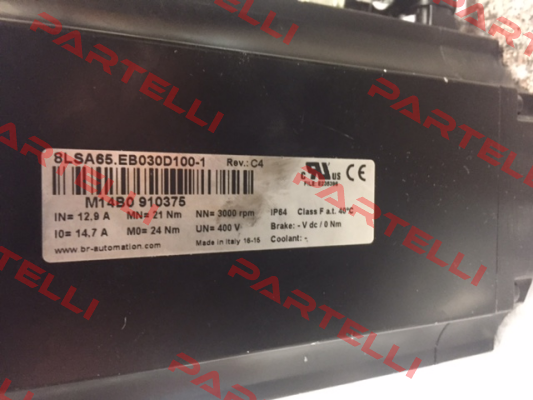 PARTELLI
8LSA65.EB030D100-1 Rev.: C4
M14B0 910375
IN= 12,9 A MN= 21 Nm NN= 3000 rpm IP64 Class F a.t. 40°C
I0= 14,7 A M0= 24 Nm UN= 400 V Brake: - V dc / 0 Nm
www.br-automation.com Made in Italy 16-15 Coolant: -
C US CE
PARTELLI
PARTELLI
PARTELLI
PARTELLI